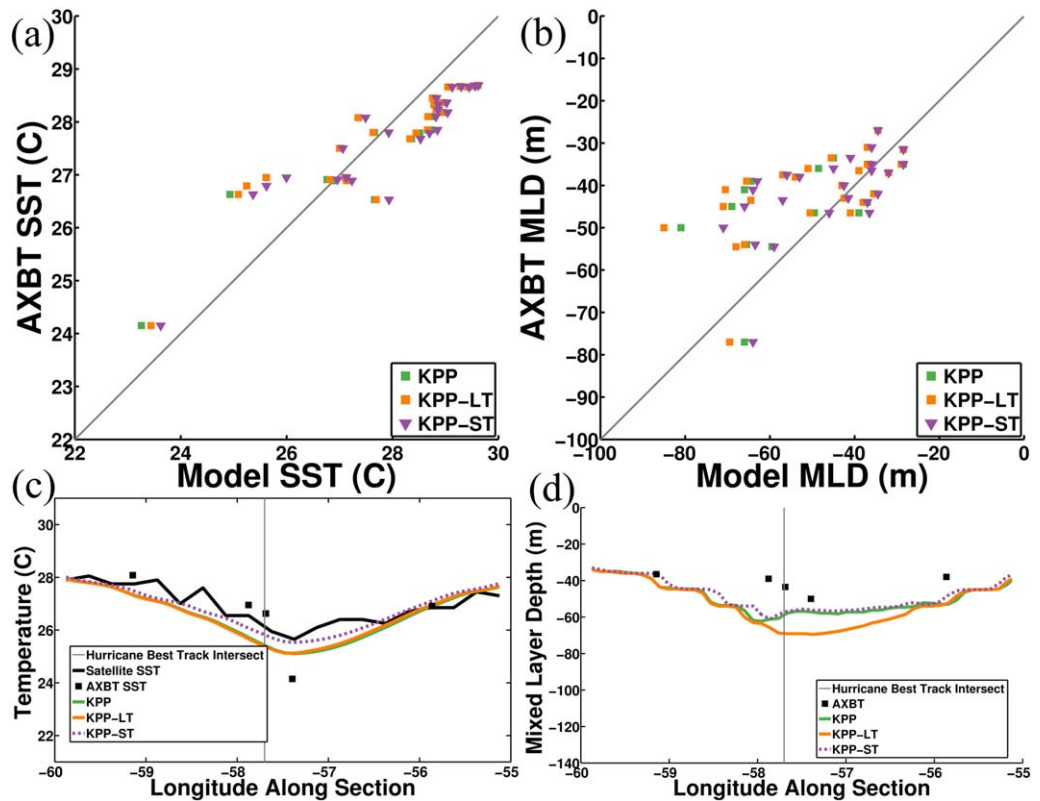 (a)
30
29
28
27
26
25
24
23
22
22
24
26
28
30
AXBT SST (C)
Model SST (C)
KPP
KPP-LT
KPP-ST
(b)
0
-10
-20
-30
-40
-50
-60
-70
-80
-90
-100
-100
-80
-60
-40
-20
0
AXBT MLD (m)
Model MLD (m)
KPP
KPP-LT
KPP-ST
(c)
30
28
26
24
22
-60
-59
-58
-57
-56
-55
Temperature (C)
Longitude Along Section
Hurricane Best Track Intersect
Satellite SST
AXBT SST
KPP
KPP-LT
KPP-ST
(d)
0
-20
-40
-60
-80
-100
-120
-140
-60
-59
-58
-57
-56
-55
Mixed Layer Depth (m)
Longitude Along Section
Hurricane Best Track Intersect
AXBT
KPP
KPP-LT
KPP-ST